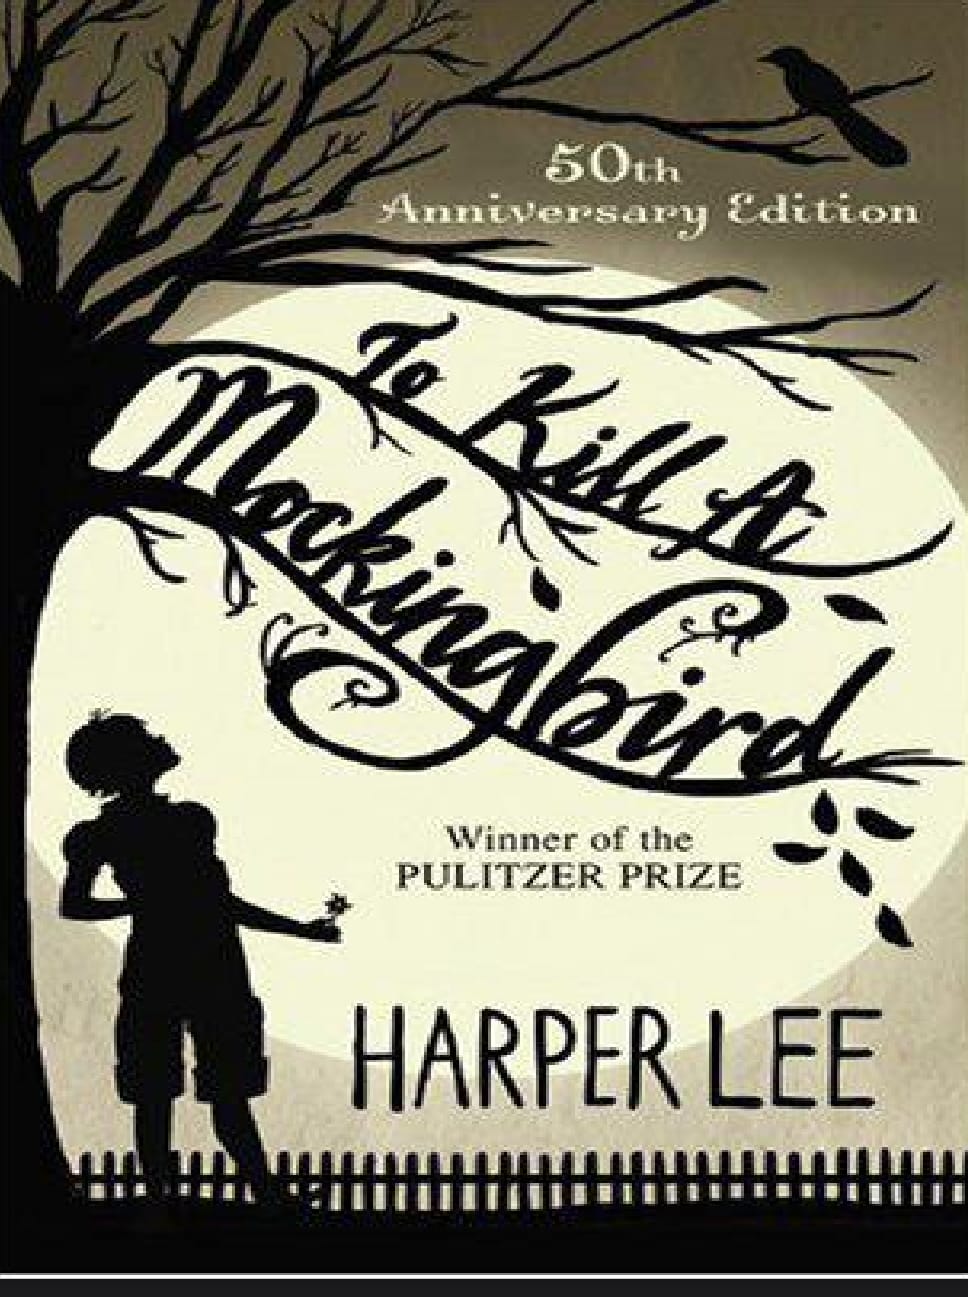 50th
Anniversary Edition
To Kill A
Mockingbird
Winner of the
PULITZER PRIZE
HARPER LEE